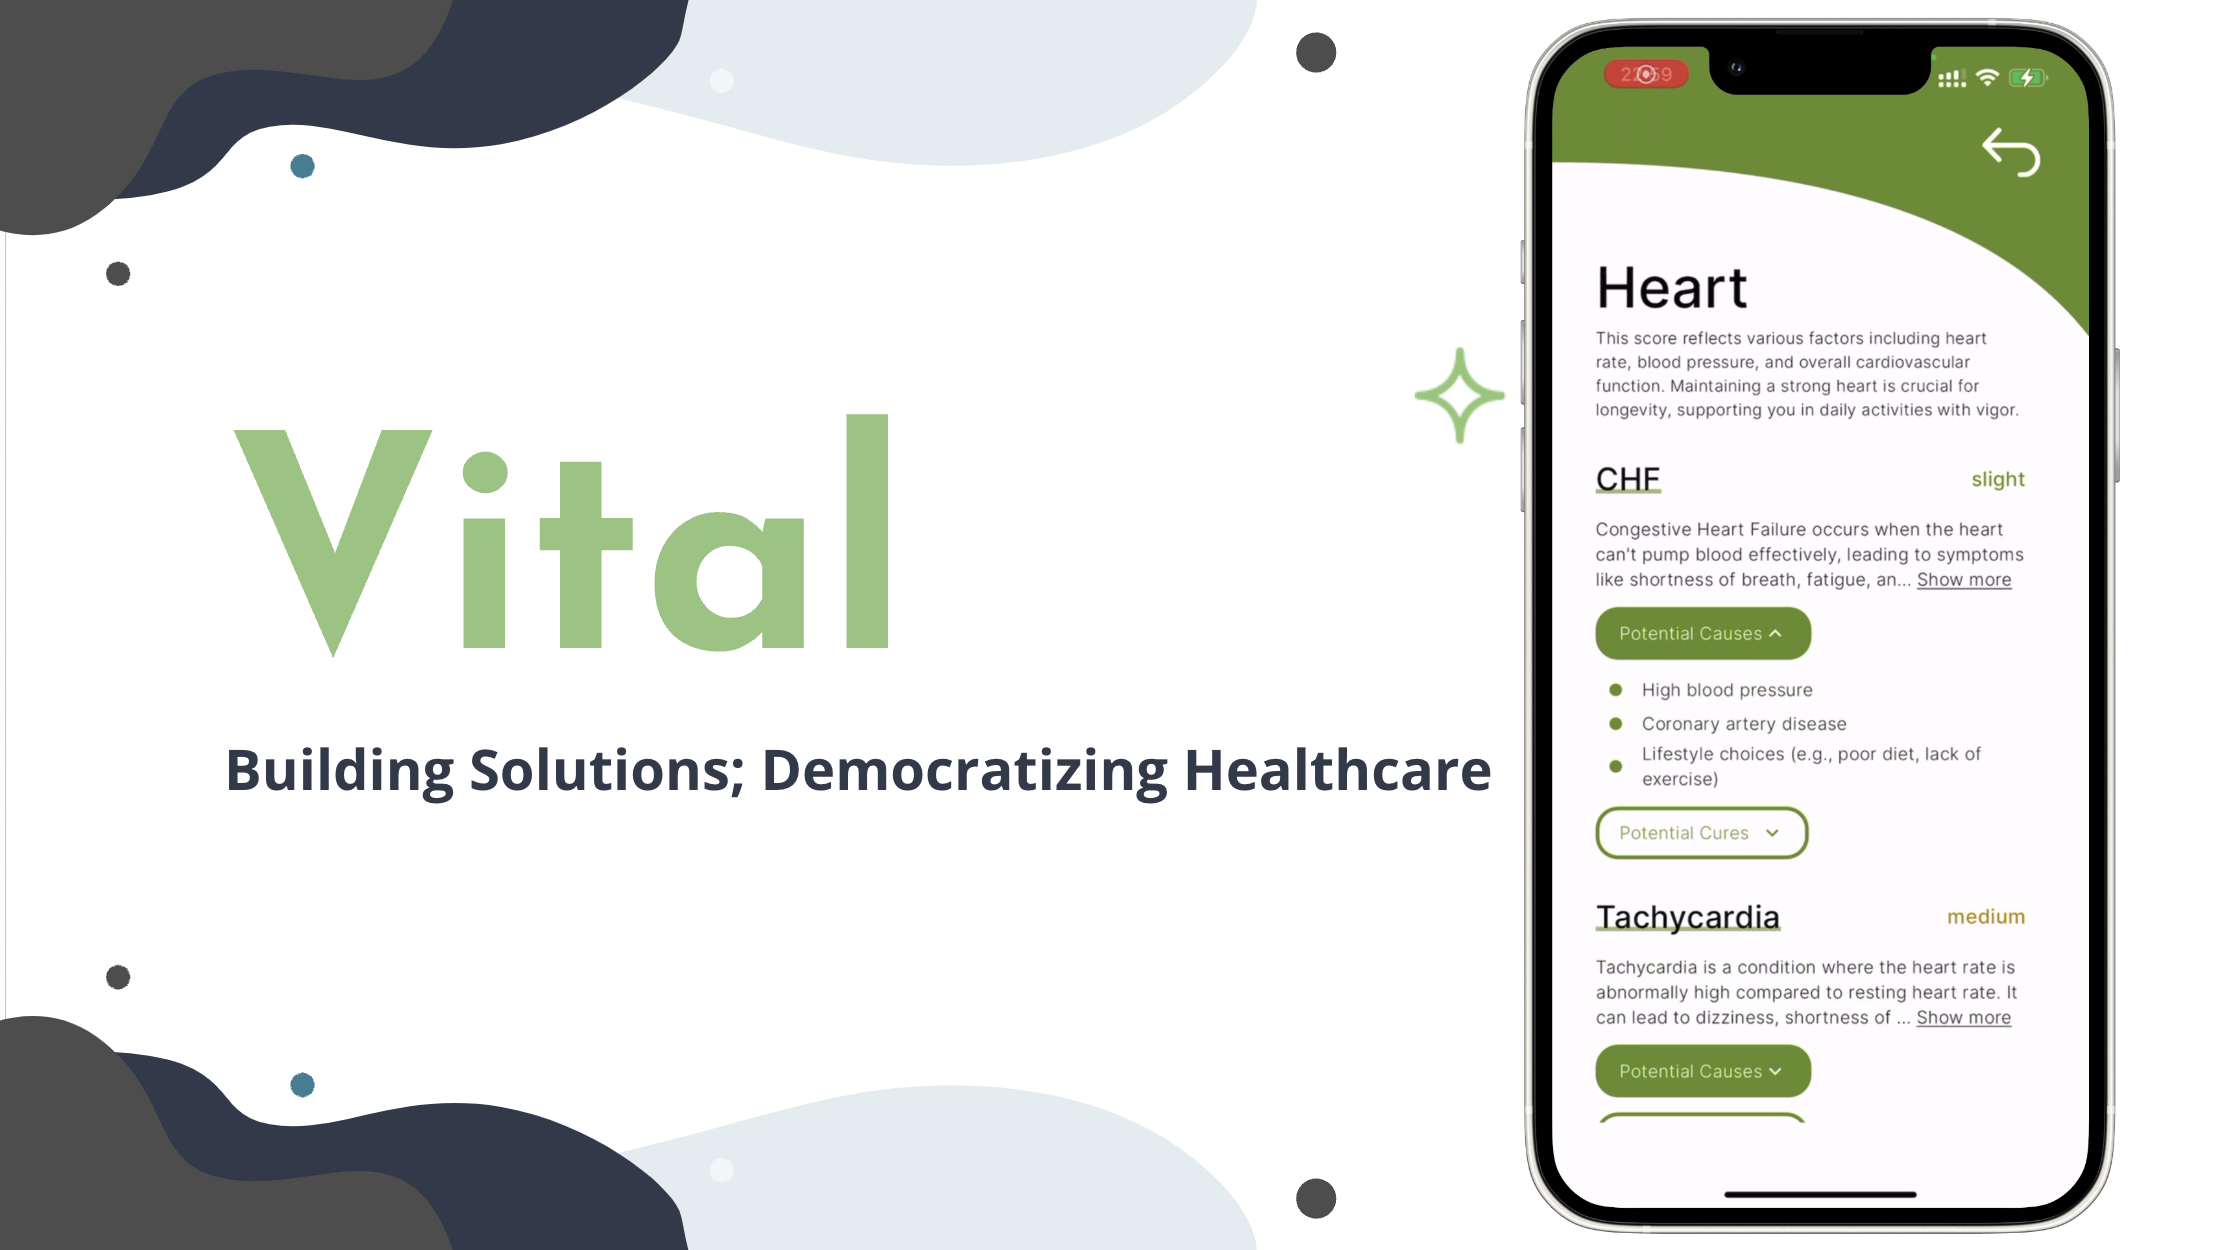 Vital
Building Solutions; Democratizing Healthcare
Heart
This score reflects various factors including heart
rate, blood pressure, and overall cardiovascular
function. Maintaining a strong heart is crucial for
longevity, supporting you in daily activities with vigor.
CHF slight
Congestive Heart Failure occurs when the heart
can't pump blood effectively, leading to symptoms
like shortness of breath, fatigue, an... Show more
Potential Causes
High blood pressure
Coronary artery disease
Lifestyle choices (e.g., poor diet, lack of
exercise)
Potential Cures
Tachycardia medium
Tachycardia is a condition where the heart rate is
abnormally high compared to resting heart rate. It
can lead to dizziness, shortness of ... Show more
Potential Causes